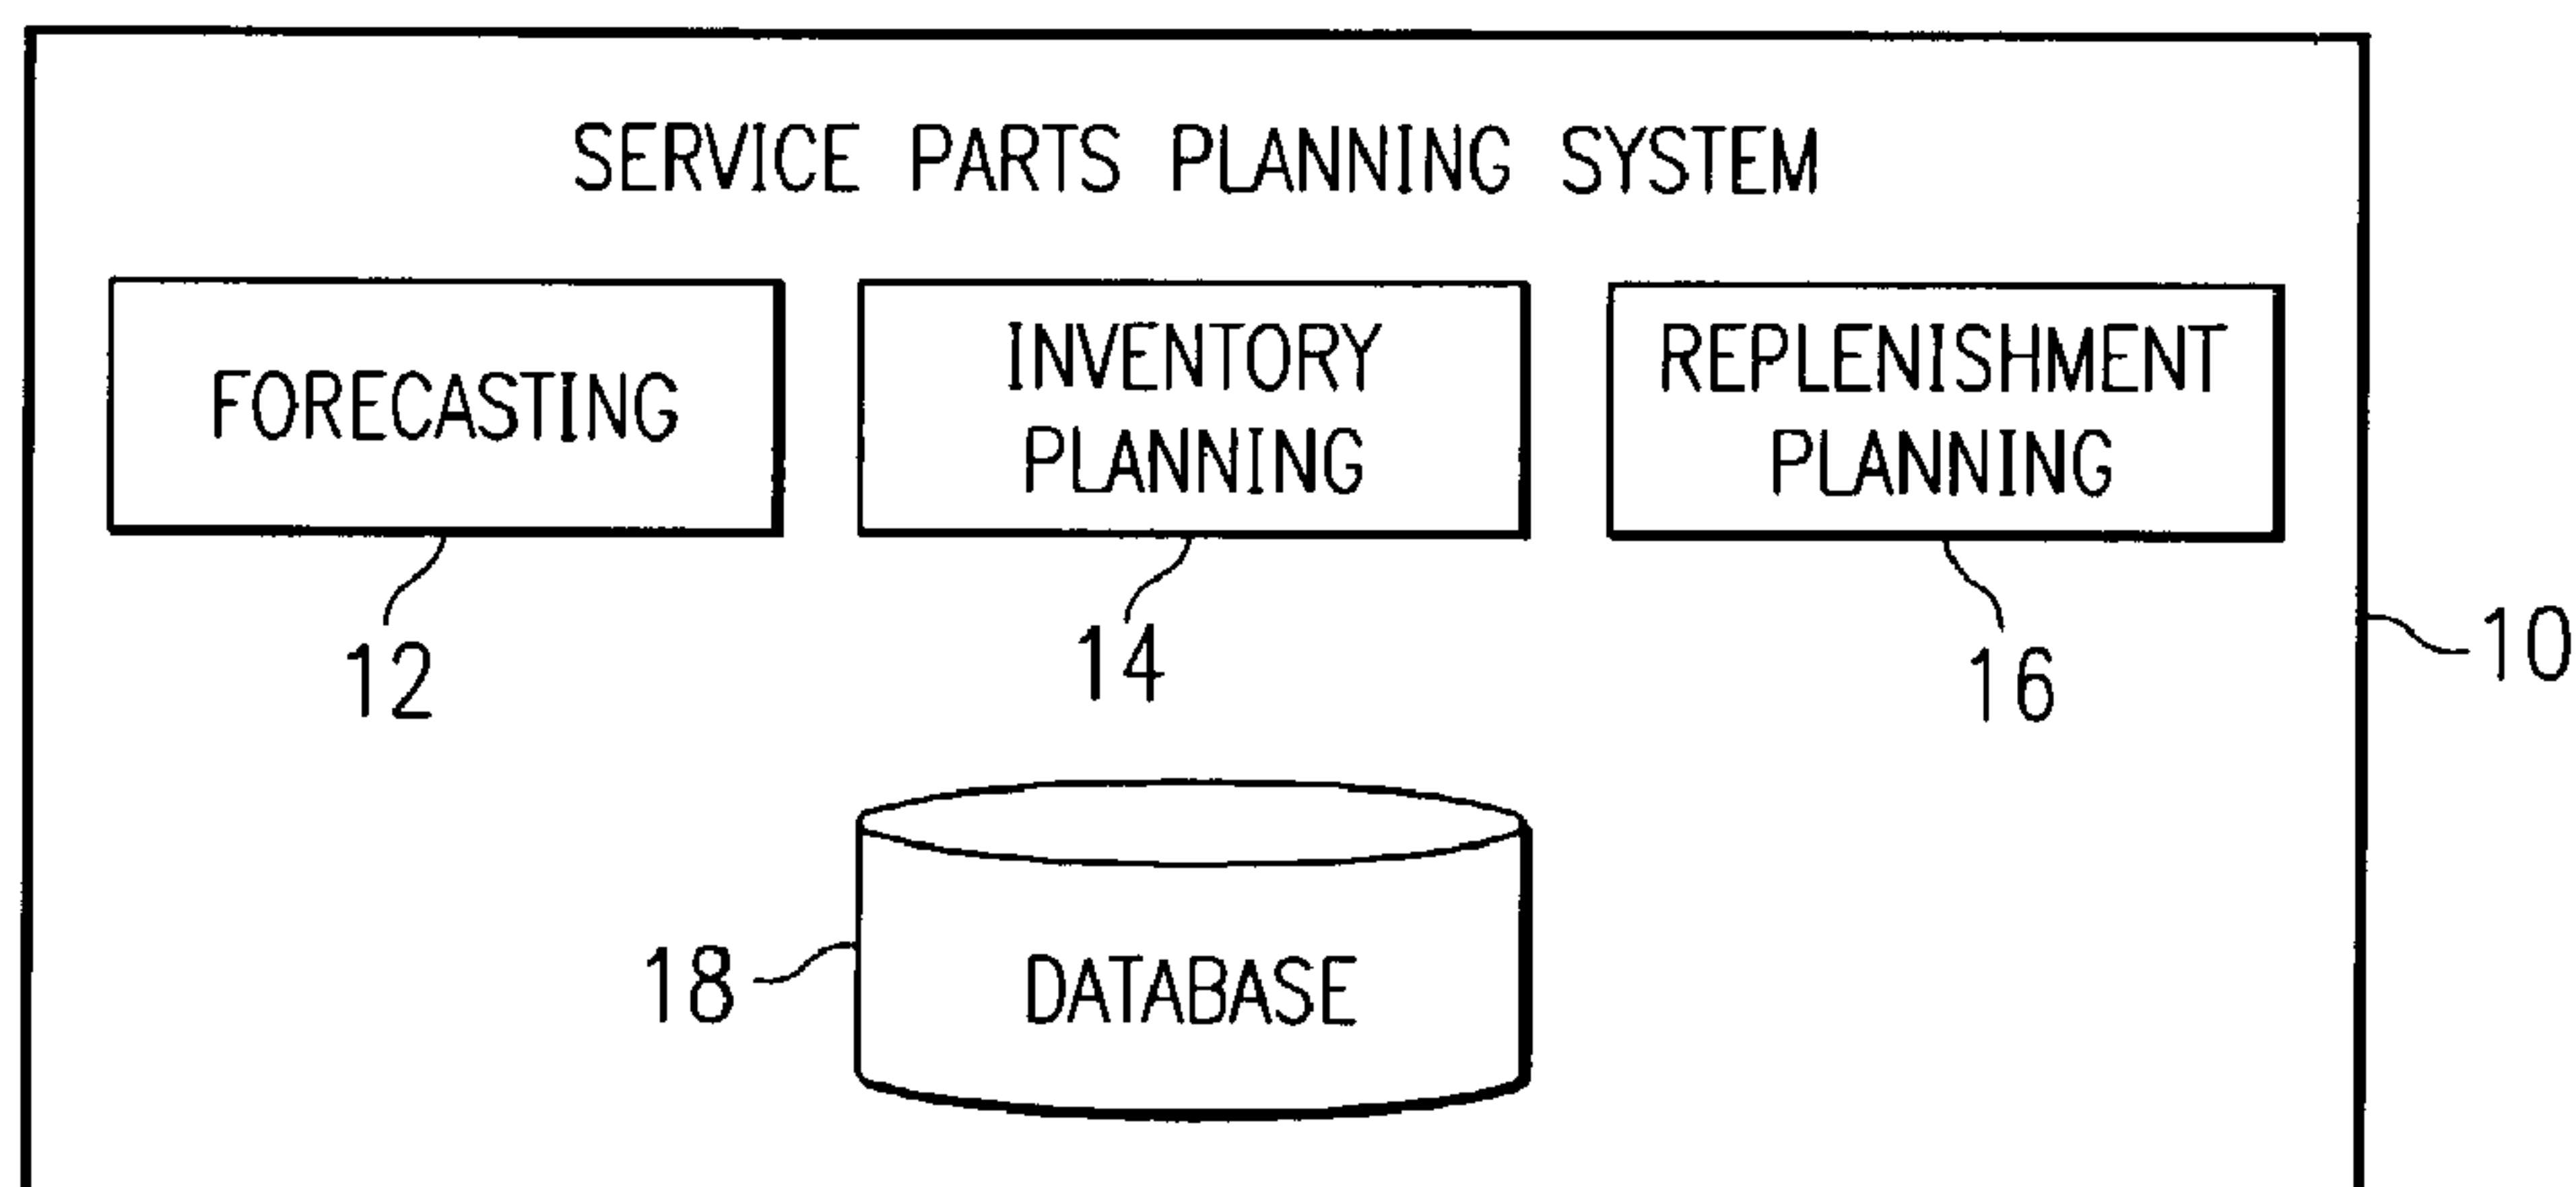 SERVICE PARTS PLANNING SYSTEM
FORECASTING
INVENTORY
PLANNING
REPLENISHMENT
PLANNING
12
14
16
10
18
DATABASE